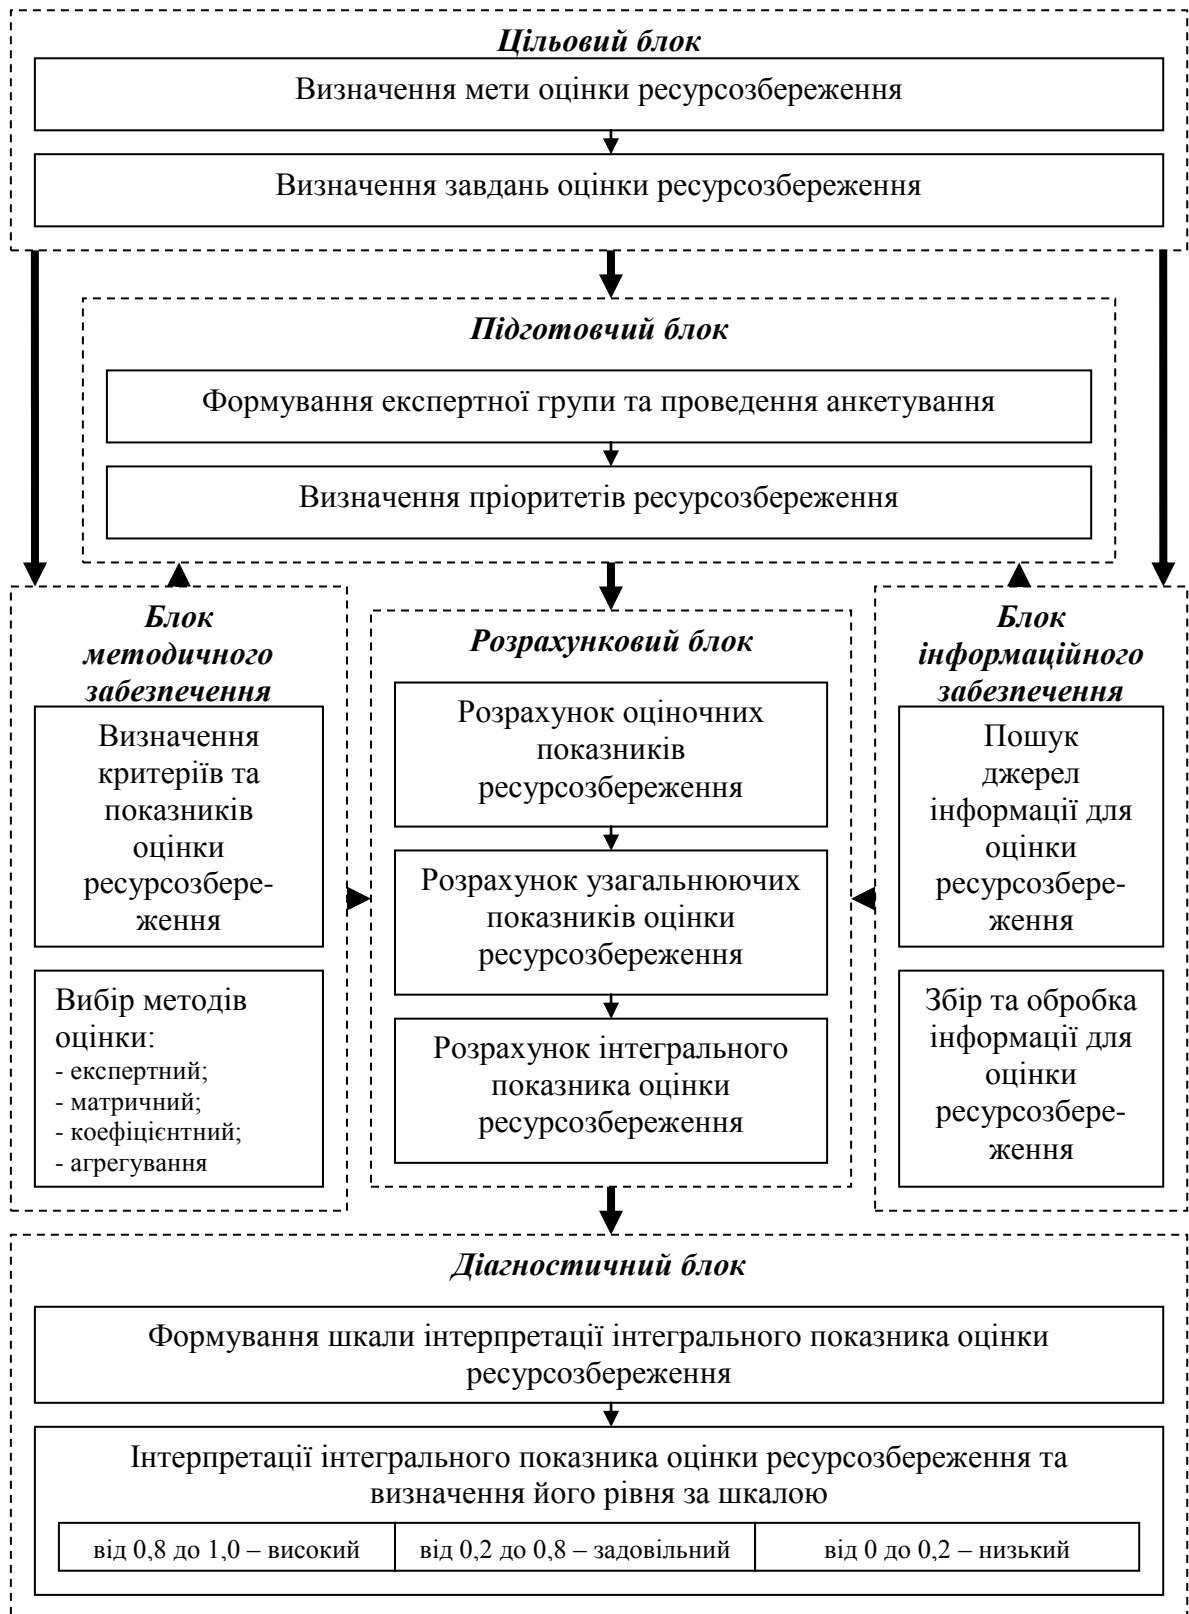 Цільовий блок
Визначення мети оцінки ресурсозбереження
Визначення завдань оцінки ресурсозбереження
Підготовчий блок
Формування експертної групи та проведення анкетування
Визначення пріоритетів ресурсозбереження
Блок
методичного
забезпечення
Визначення
критеріїв та
показників
оцінки
ресурсозбере-
ження
Вибір методів
оцінки:
- експертний;
- матричний;
- коефіцієнтний;
- агрегування
Розрахунковий блок
Розрахунок оціночних
показників
ресурсозбереження
Розрахунок узагальнюючих
показників оцінки
ресурсозбереження
Розрахунок інтегрального
показника оцінки
ресурсозбереження
Блок
інформаційного
забезпечення
Пошук
джерел
інформації для
оцінки
ресурсозбере-
ження
Збір та обробка
інформації для
оцінки
ресурсозбере-
ження
Діагностичний блок
Формування шкали інтерпретації інтегрального показника оцінки
ресурсозбереження
Інтерпретації інтегрального показника оцінки ресурсозбереження та
визначення його рівня за шкалою
від 0,8 до 1,0 – високий
від 0,2 до 0,8 – задовільний
від 0 до 0,2 – низький